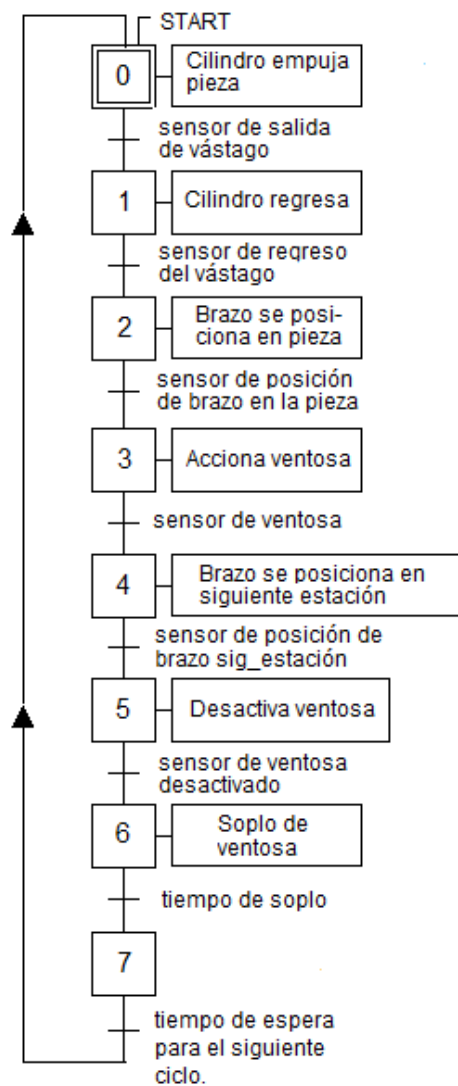 START
0
Cilindro empuja
pieza
sensor de salida
de vástago
1
Cilindro regresa
sensor de regreso
del vástago
2
Brazo se posi-
ciona en pieza
sensor de posición
de brazo en la pieza
3
Acciona ventosa
sensor de ventosa
4
Brazo se posiciona en
siguiente estación
sensor de posición de
brazo sig_estación
5
Desactiva ventosa
sensor de ventosa
desactivado
6
Soplo de
ventosa
tiempo de soplo
7
tiempo de espera
para el siguiente
ciclo.